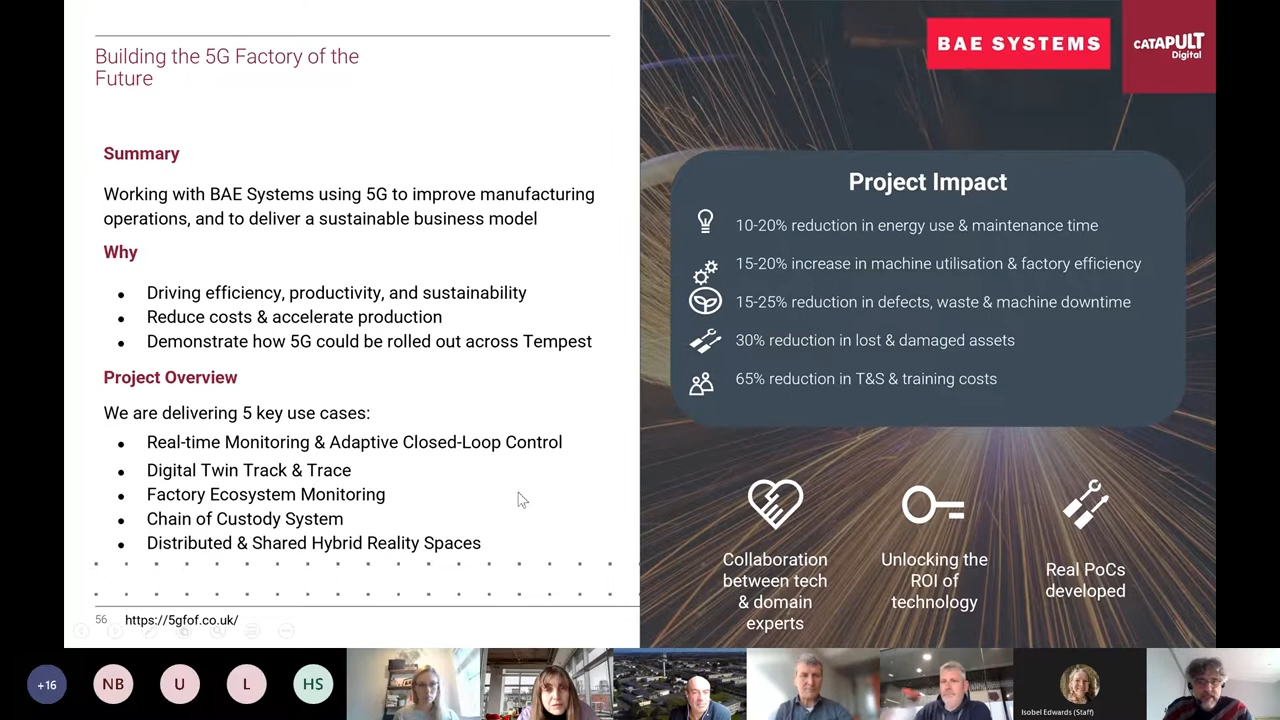 Building the 5G Factory of the
Future
Summary
Working with BAE Systems using 5G to improve manufacturing
operations, and to deliver a sustainable business model
Why
Driving efficiency, productivity, and sustainability
Reduce costs & accelerate production
Demonstrate how 5G could be rolled out across Tempest
Project Overview
We are delivering 5 key use cases:
Real-time Monitoring & Adaptive Closed-Loop Control
Digital Twin Track & Trace
Factory Ecosystem Monitoring
Chain of Custody System
Distributed & Shared Hybrid Reality Spaces
56
https://5gfof.co.uk/
BAE SYSTEMS
CATAPULT
Digital
Project Impact
10-20% reduction in energy use & maintenance time
15-20% increase in machine utilisation & factory efficiency
15-25% reduction in defects, waste & machine downtime
30% reduction in lost & damaged assets
65% reduction in T&S & training costs
Collaboration
between tech
& domain
experts
Unlocking the
ROI of
technology
Real PoCs
developed
+16
NB
U
L
HS
Isobel Edwards (Staff)